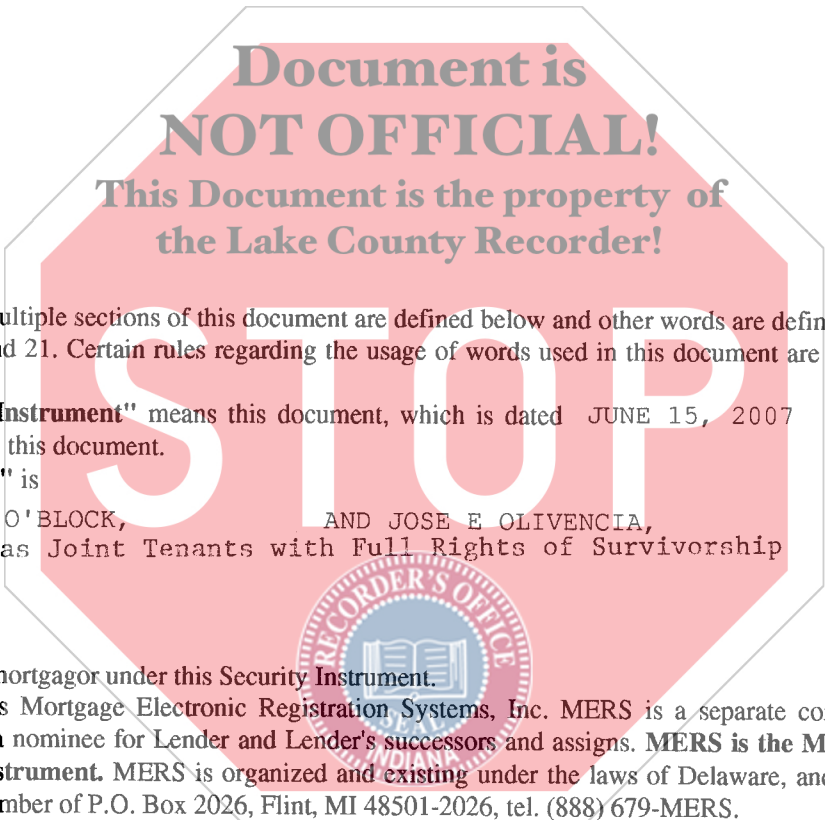 Document is
NOT OFFICIAL!
This Document is the property of
the Lake County Recorder!
STOP
ultiple sections of this document are defined below and other words are defin
d 21. Certain rules regarding the usage of words used in this document are
Instrument" means this document, which is dated JUNE 15, 2007
this document.
" is
O'BLOCK, AND JOSE E OLIVENCIA,
as Joint Tenants with Full Rights of Survivorship
RECORDER'S OFFICE
SEAL
INDIANA
nortgagor under this Security Instrument.
s Mortgage Electronic Registration Systems, Inc. MERS is a separate co
a nominee for Lender and Lender's successors and assigns. MERS is the M
strument. MERS is organized and existing under the laws of Delaware, and
mber of P.O. Box 2026, Flint, MI 48501-2026, tel. (888) 679-MERS.